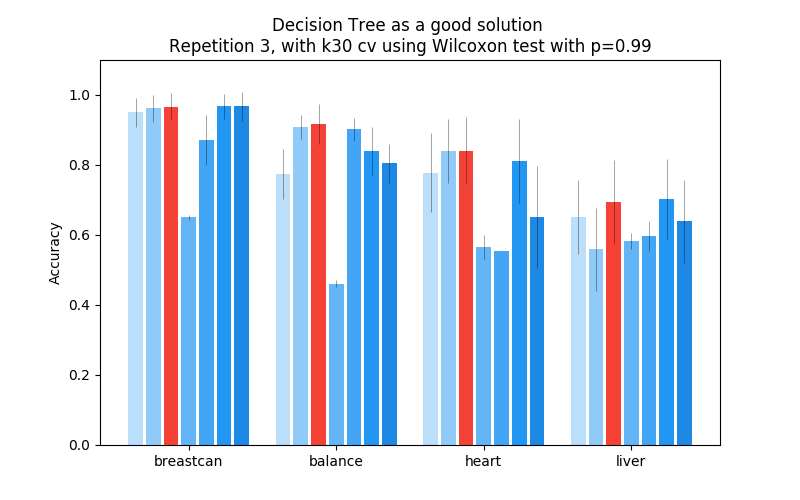 Decision Tree as a good solution
Repetition 3, with k30 cv using Wilcoxon test with p=0.99
1.0
0.8
0.6
0.4
0.2
0.0
Accuracy
breastcan
balance
heart
liver